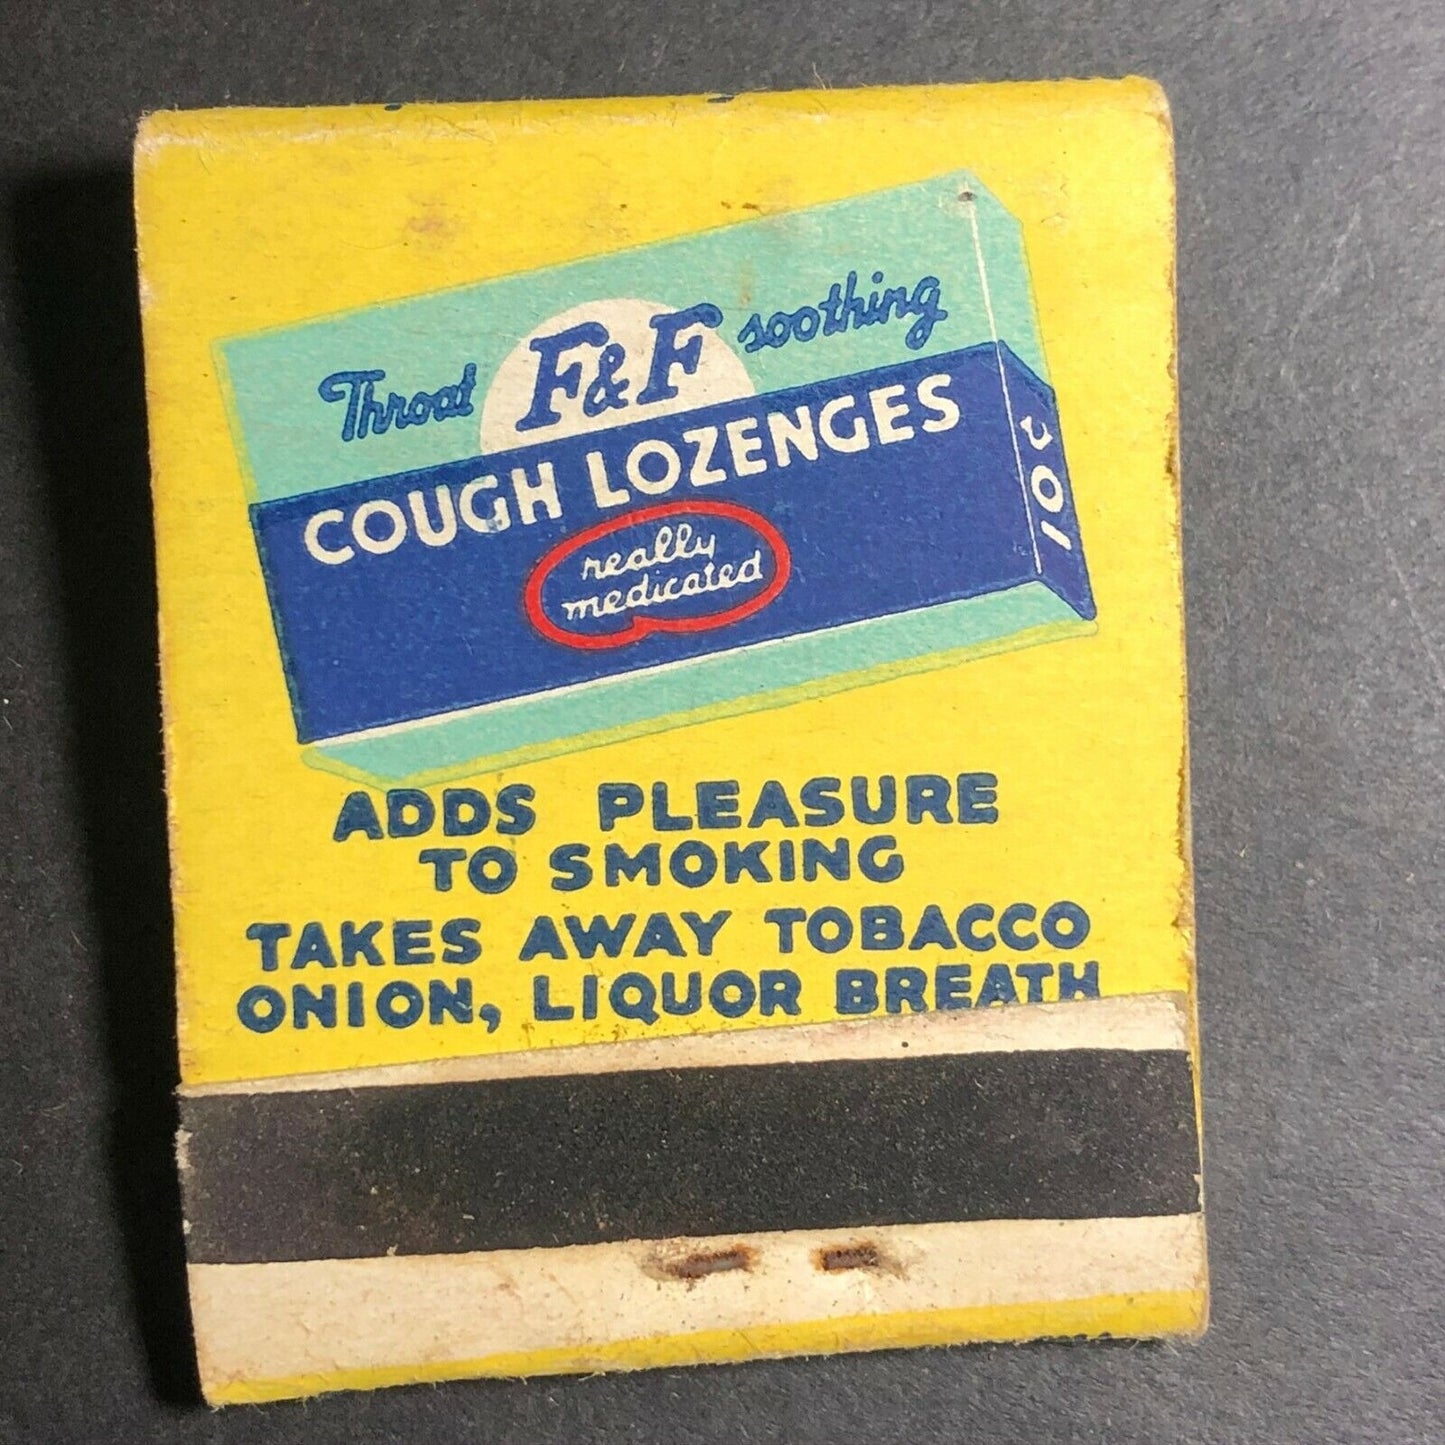 Throat F&F soothing
COUGH LOZENGES
really
medicated
10¢
ADDS PLEASURE
TO SMOKING
TAKES AWAY TOBACCO
ONION, LIQUOR BREATH